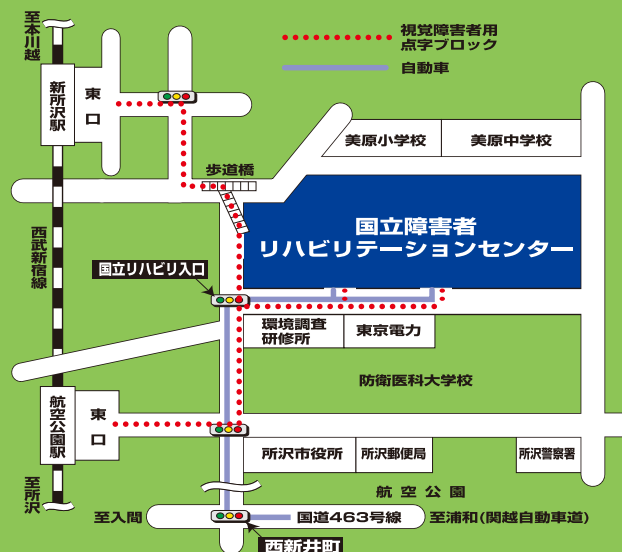 至本川越
視覚障害者用
点字ブロック
自動車
新所沢駅
東口
美原小学校
美原中学校
歩道橋
国立障害者
リハビリテーションセンター
西武新宿線
国立リハビリ入口
環境調査
研修所
東京電力
防衛医科大学校
航空公園駅
東口
所沢市役所
所沢郵便局
所沢警察署
至所沢
航空公園
至入間
国道463号線
至浦和(関越自動車道)
西新井町